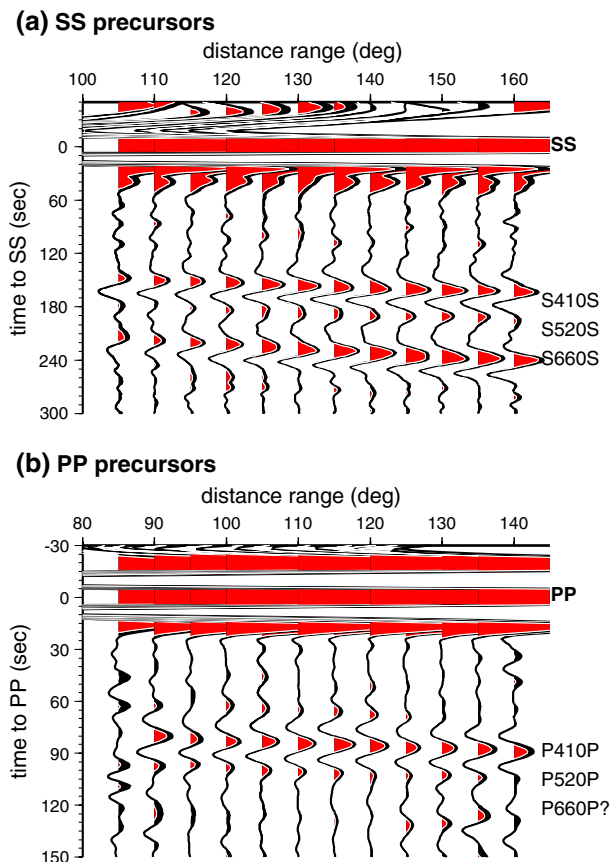 (a) SS precursors
distance range (deg)
100 110 120 130 140 150 160
0
60
120
180
240
300
time to SS (sec)
SS
S410S
S520S
S660S
(b) PP precursors
distance range (deg)
80 90 100 110 120 130 140
-30
0
30
60
90
120
150
time to PP (sec)
PP
P410P
P520P
P660P?